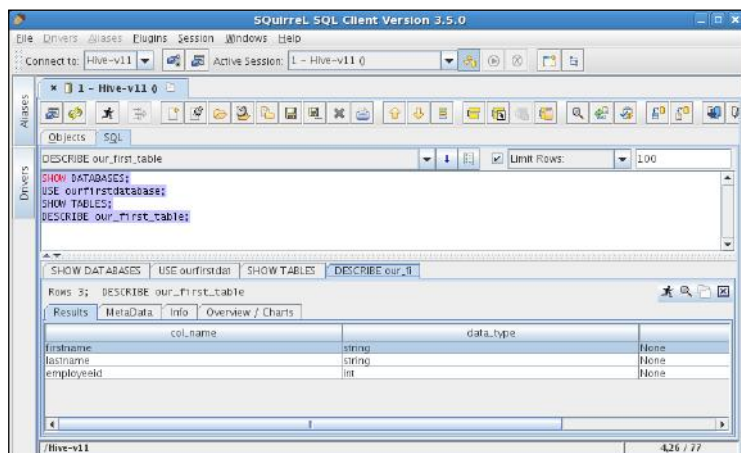 SQuirreL SQL Client Version 3.5.0
File Drivers Aliases Plugins Session Windows Help
Connect to: Hive-v11 Active Session: 1 - Hive-v11 ()
1 - Hive-v11 ()
Aliases
Drivers
Objects SQL
DESCRIBE our_first_table Limit Rows: 100
SHOW DATABASES;
USE ourfirstdatabase;
SHOW TABLES;
DESCRIBE our_first_table;
SHOW DATABASES USE ourfirstdat SHOW TABLES DESCRIBE our_fi
Rows 3; DESCRIBE our_first_table
Results MetaData Info Overview / Charts
col_name data_type
firstname string None
lastname string None
employeeid int None
/Hive-v11 4,26 / 77